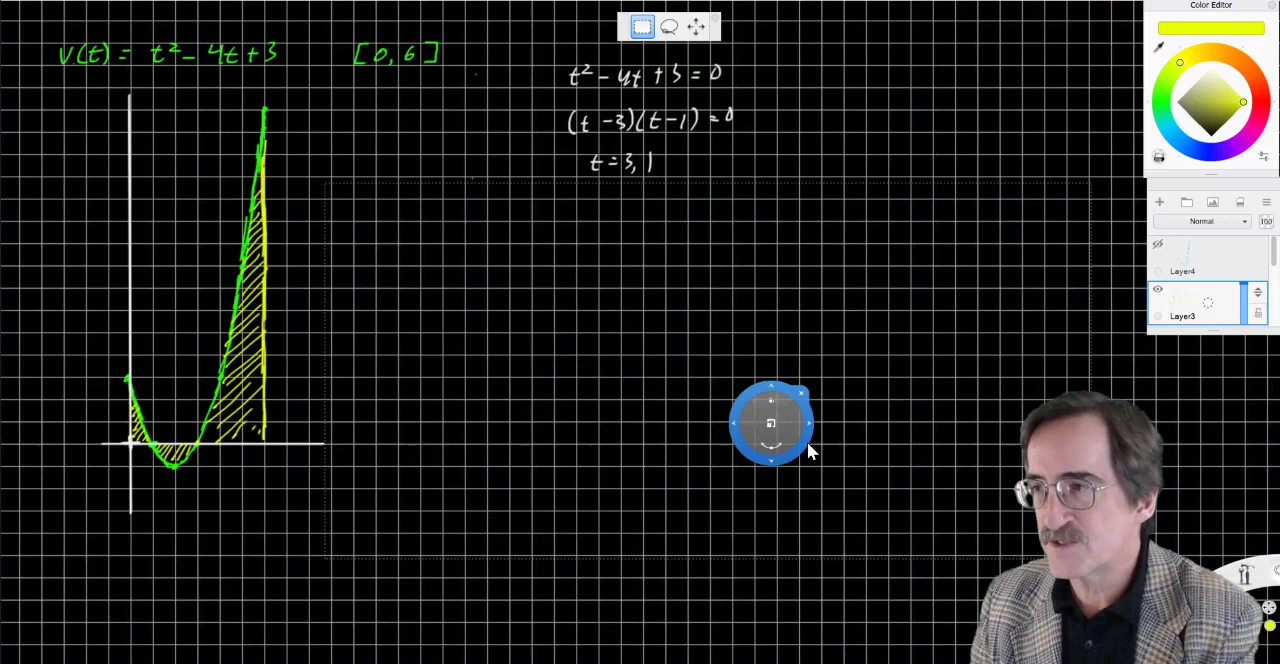 Color Editor
V(t) = t² - 4t + 3 [0, 6]
t² - 4t + 3 = 0
(t - 3)(t - 1) = 0
t = 3, 1
Normal 100
Layer4
Layer3